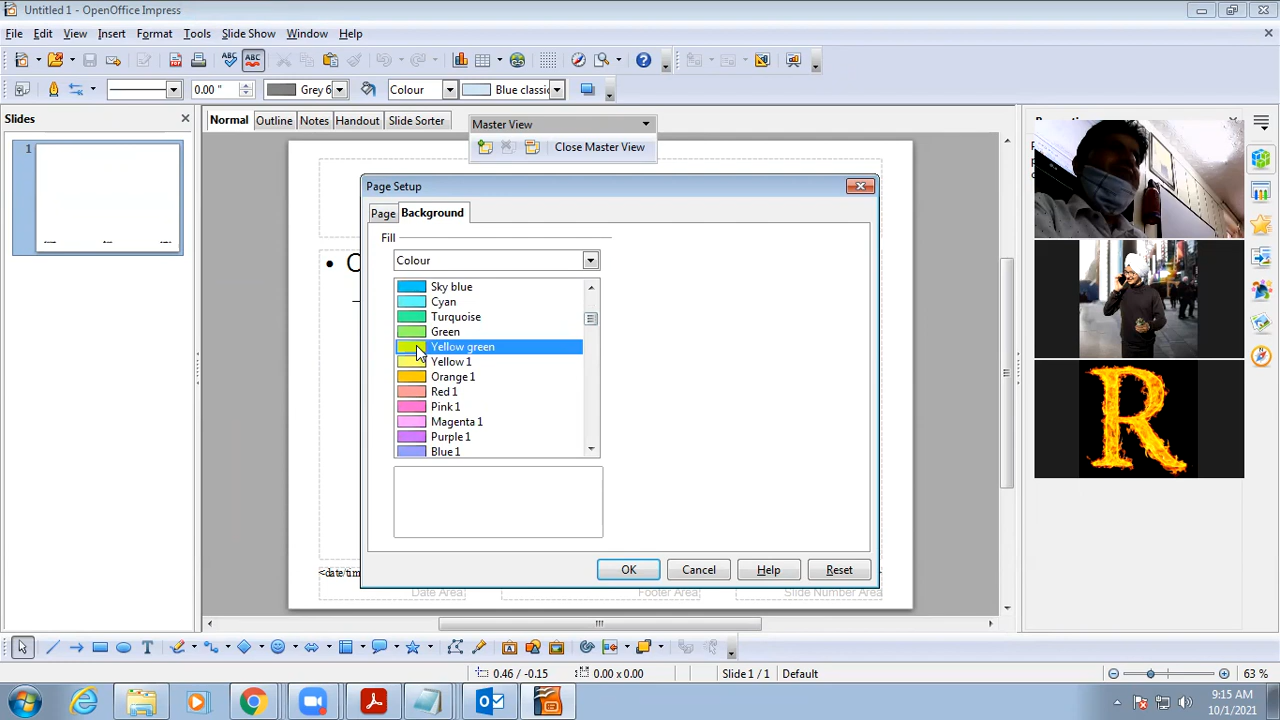 Untitled 1 - OpenOffice Impress
File Edit View Insert Format Tools Slide Show Window Help
0.00 " Grey 6 Colour Blue classic
Slides
Normal Outline Notes Handout Slide Sorter
Master View
Close Master View
1
Page Setup
Page Background
Fill
Colour
Sky blue
Cyan
Turquoise
Green
Yellow green
Yellow 1
Orange 1
Red 1
Pink 1
Magenta 1
Purple 1
Blue 1
OK Cancel Help Reset
<date/tim
Date Area Footer Area Slide Number Area
R
0.46 / -0.15 0.00 x 0.00 Slide 1 / 1 Default 63 %
9:15 AM
10/1/2021